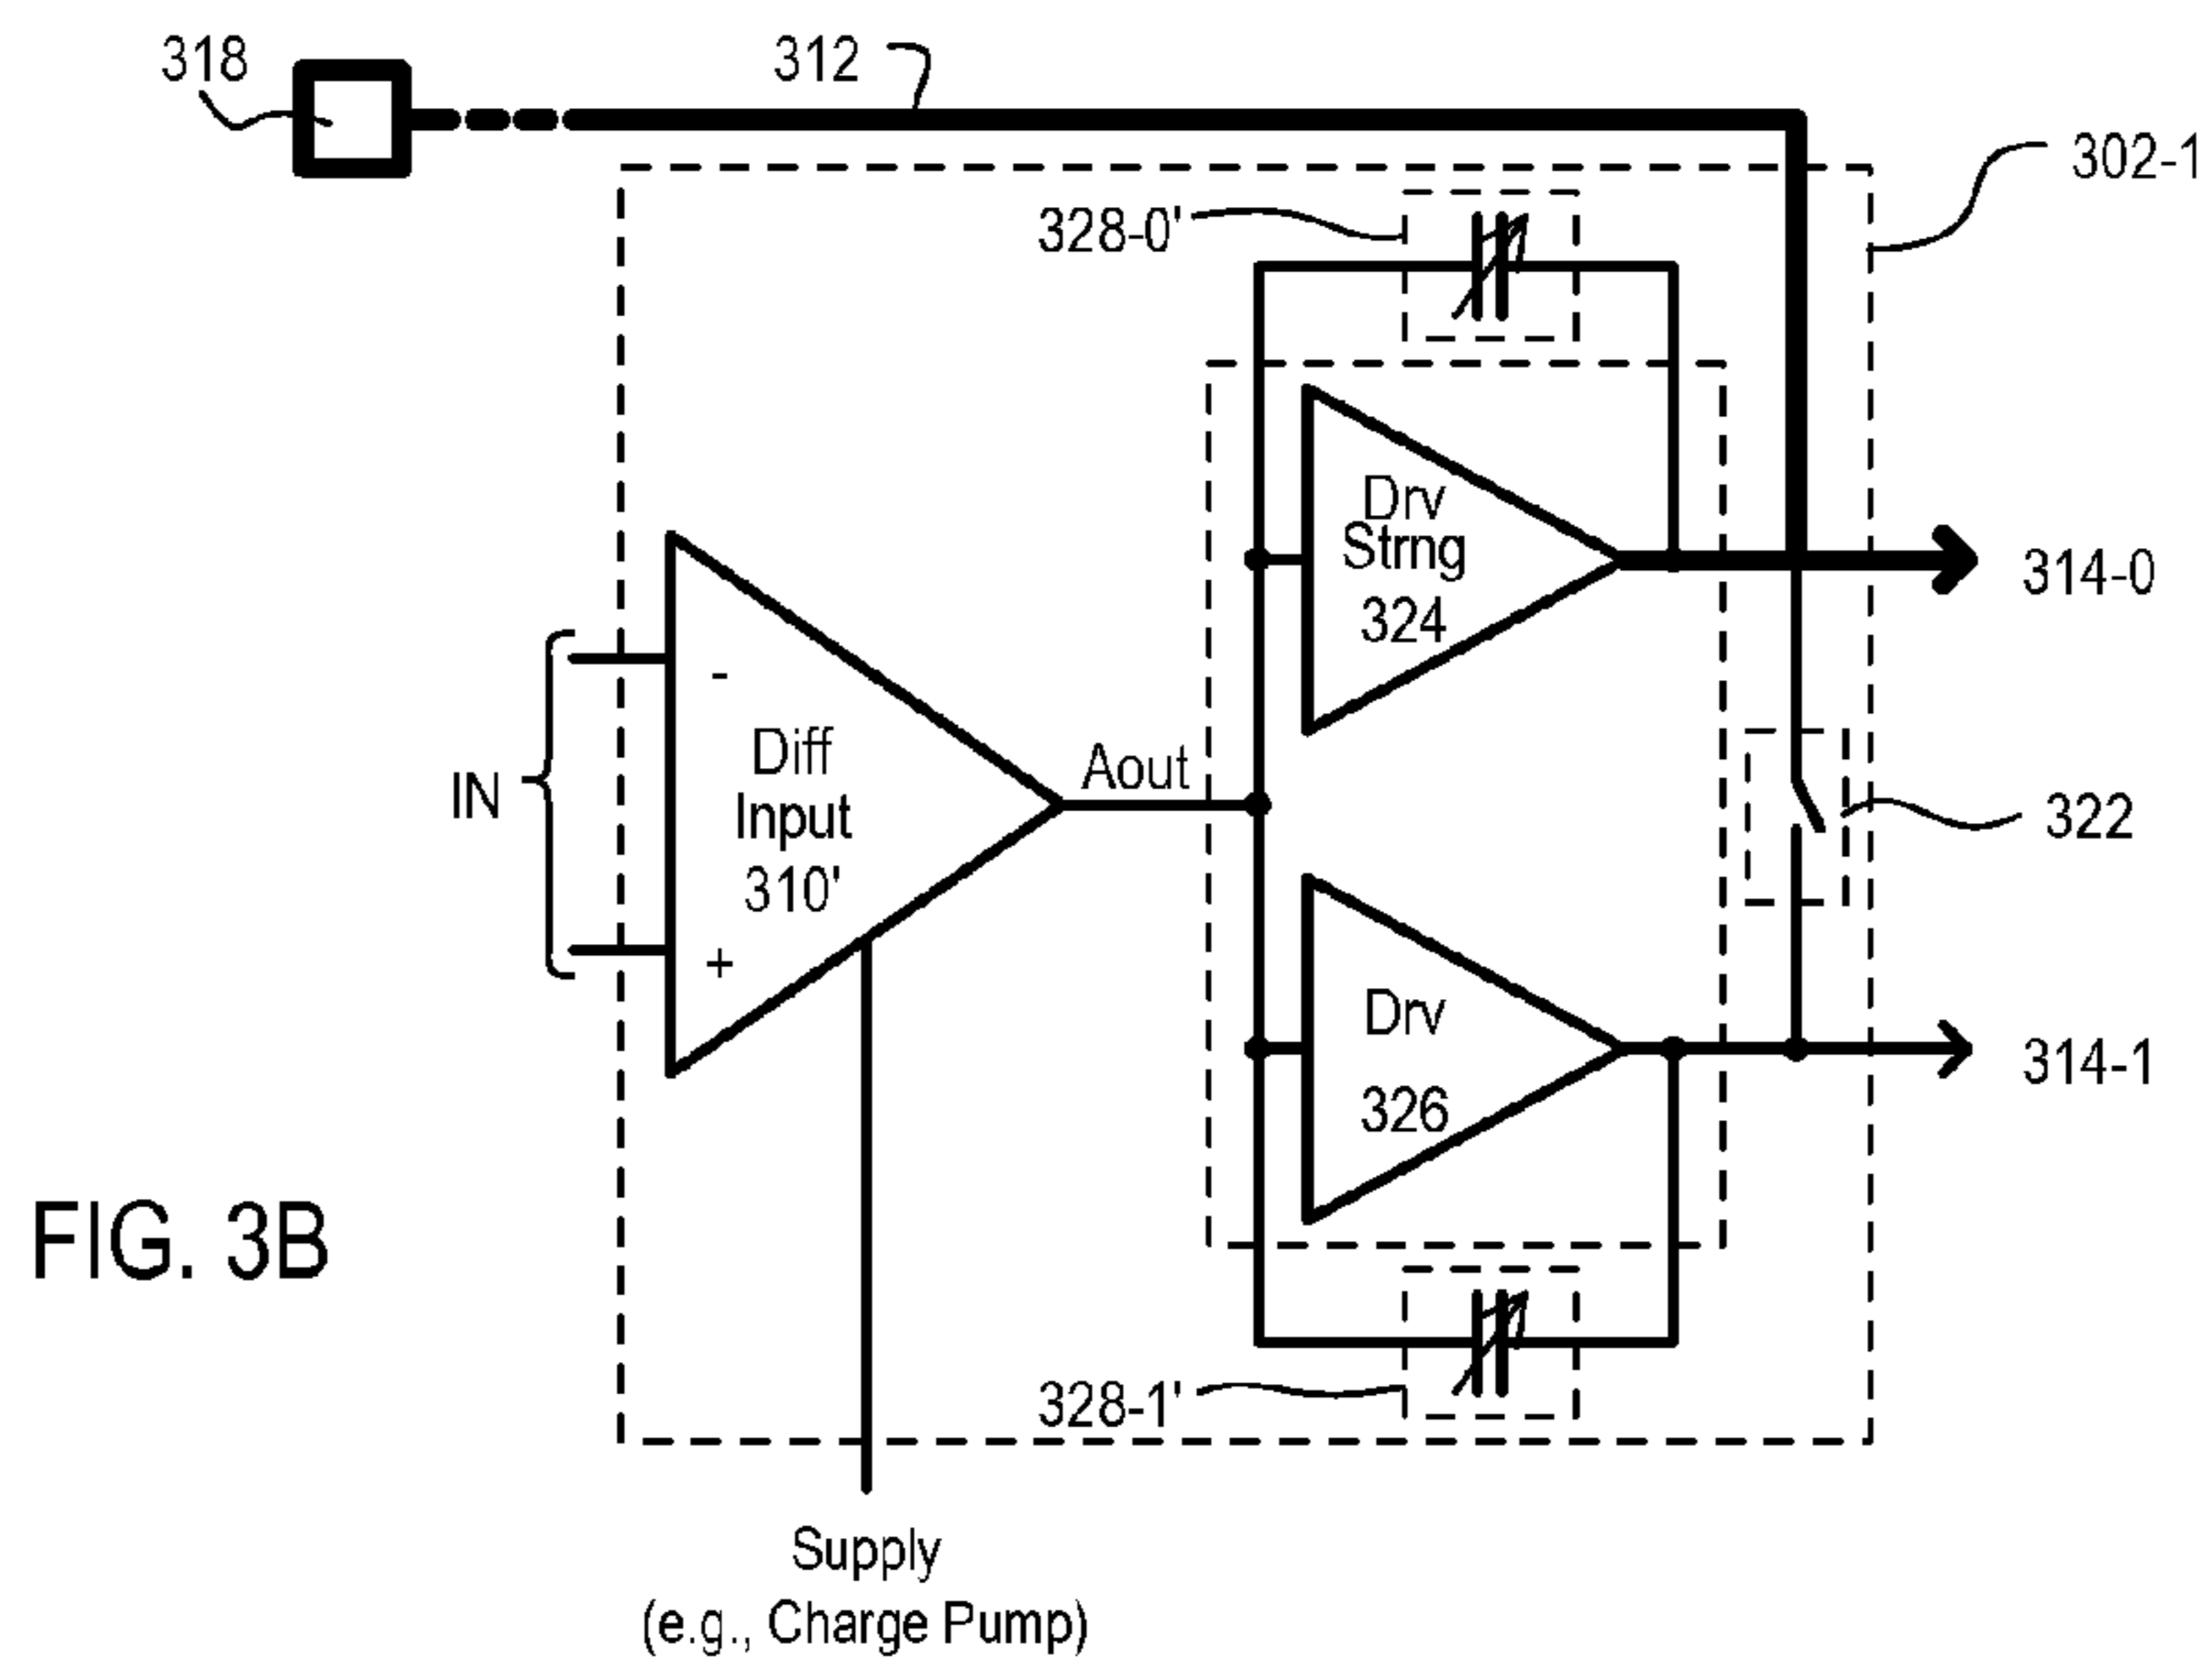 318
312
302-1
328-0'
Drv
Strng
324
314-0
-
Diff
Input
310'
+
IN
Aout
322
Drv
326
314-1
328-1'
FIG. 3B
Supply
(e.g., Charge Pump)